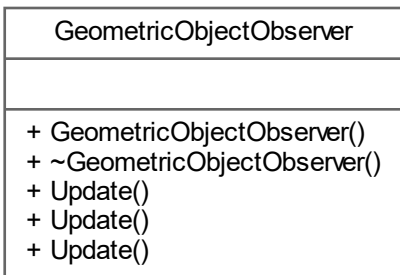 GeometricObjectObserver
+ GeometricObjectObserver()
+ ~GeometricObjectObserver()
+ Update()
+ Update()
+ Update()